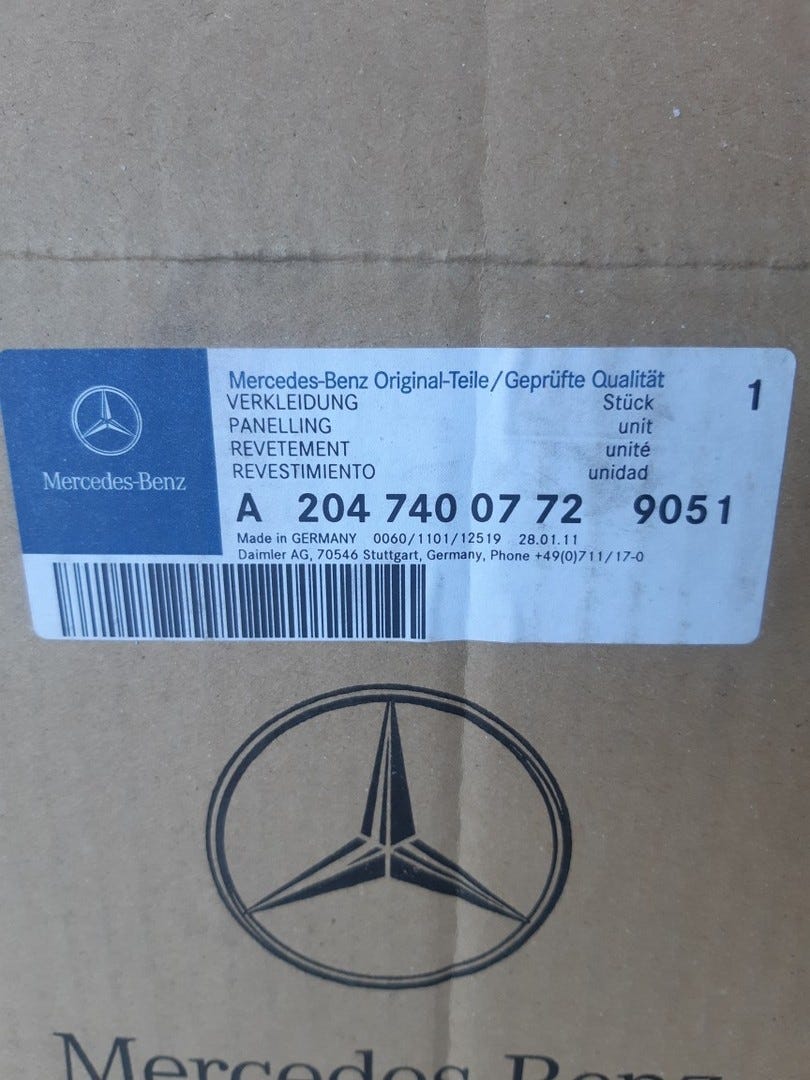 Mercedes-Benz
Mercedes-Benz Original-Teile/Geprüfte Qualität 1
VERKLEIDUNG Stück
PANELLING unit
REVETEMENT unité
REVESTIMIENTO unidad
A 204 740 07 72 9051
Made in GERMANY 0060/1101/12519 28.01.11
Daimler AG, 70546 Stuttgart, Germany, Phone +49(0)711/17-0
Mercedes-Benz